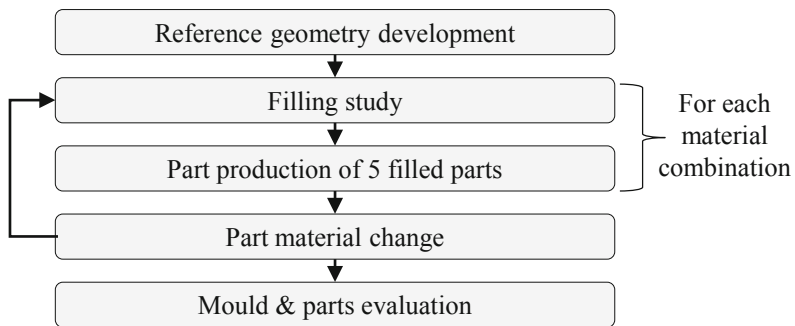 Reference geometry development
Filling study
Part production of 5 filled parts
Part material change
Mould & parts evaluation
For each
material
combination